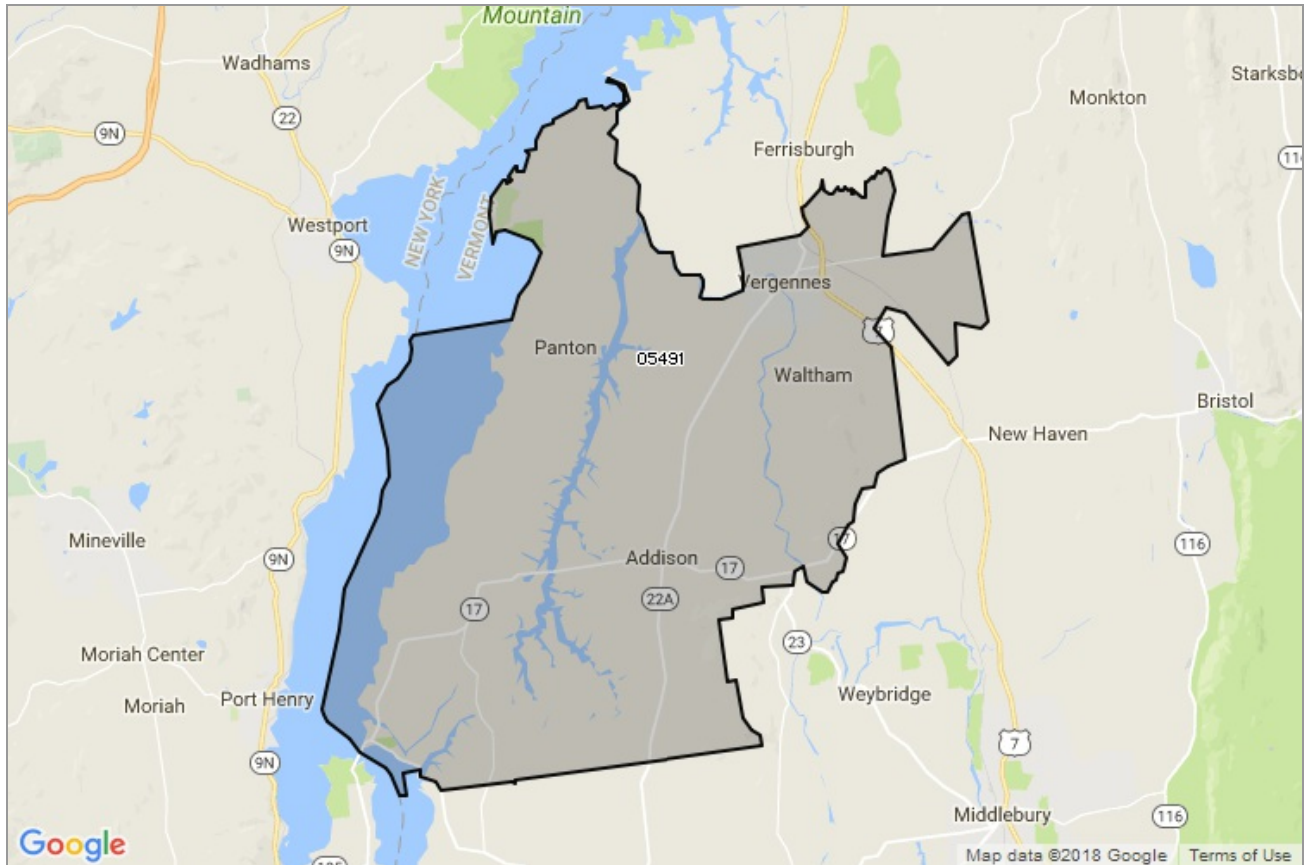 Mountain
Wadhams
Starksb
Monkton
22
9N
116
Ferrisburgh
Westport
9N
NEW YORK
VERMONT
Vergennes
7
Panton
05491
Waltham
Bristol
New Haven
Mineville
116
9N
Addison
17
17
17
22A
23
Moriah Center
Port Henry
Moriah
Weybridge
9N
7
Middlebury
116
Google
Map data ©2018 Google
Terms of Use